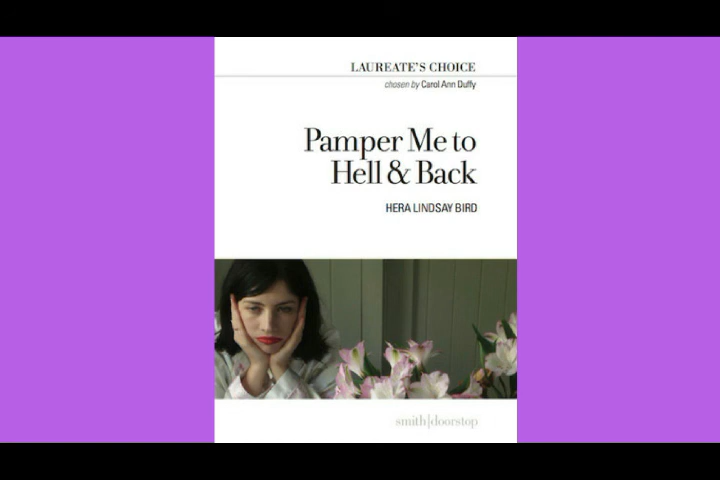 LAUREATE'S CHOICE
chosen by Carol Ann Duffy
Pamper Me to
Hell & Back
HERA LINDSAY BIRD
smith|doorstop